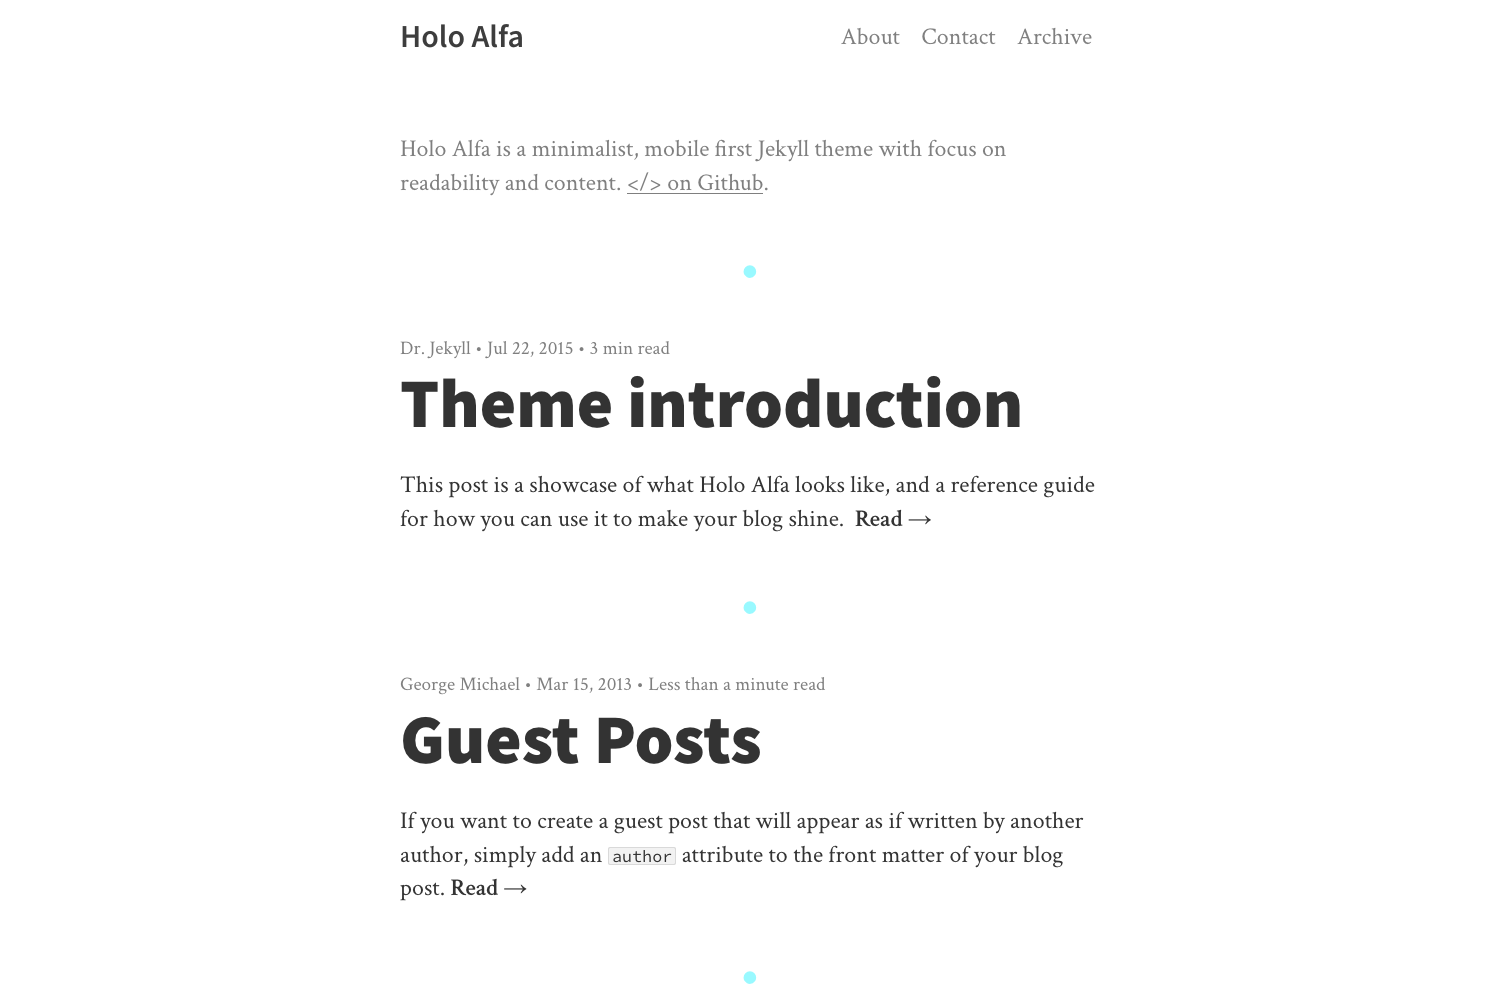 Holo Alfa
About Contact Archive
Holo Alfa is a minimalist, mobile first Jekyll theme with focus on
readability and content. </> on Github.
Dr. Jekyll • Jul 22, 2015 • 3 min read
Theme introduction
This post is a showcase of what Holo Alfa looks like, and a reference guide
for how you can use it to make your blog shine. Read →
George Michael • Mar 15, 2013 • Less than a minute read
Guest Posts
If you want to create a guest post that will appear as if written by another
author, simply add an author attribute to the front matter of your blog
post. Read →